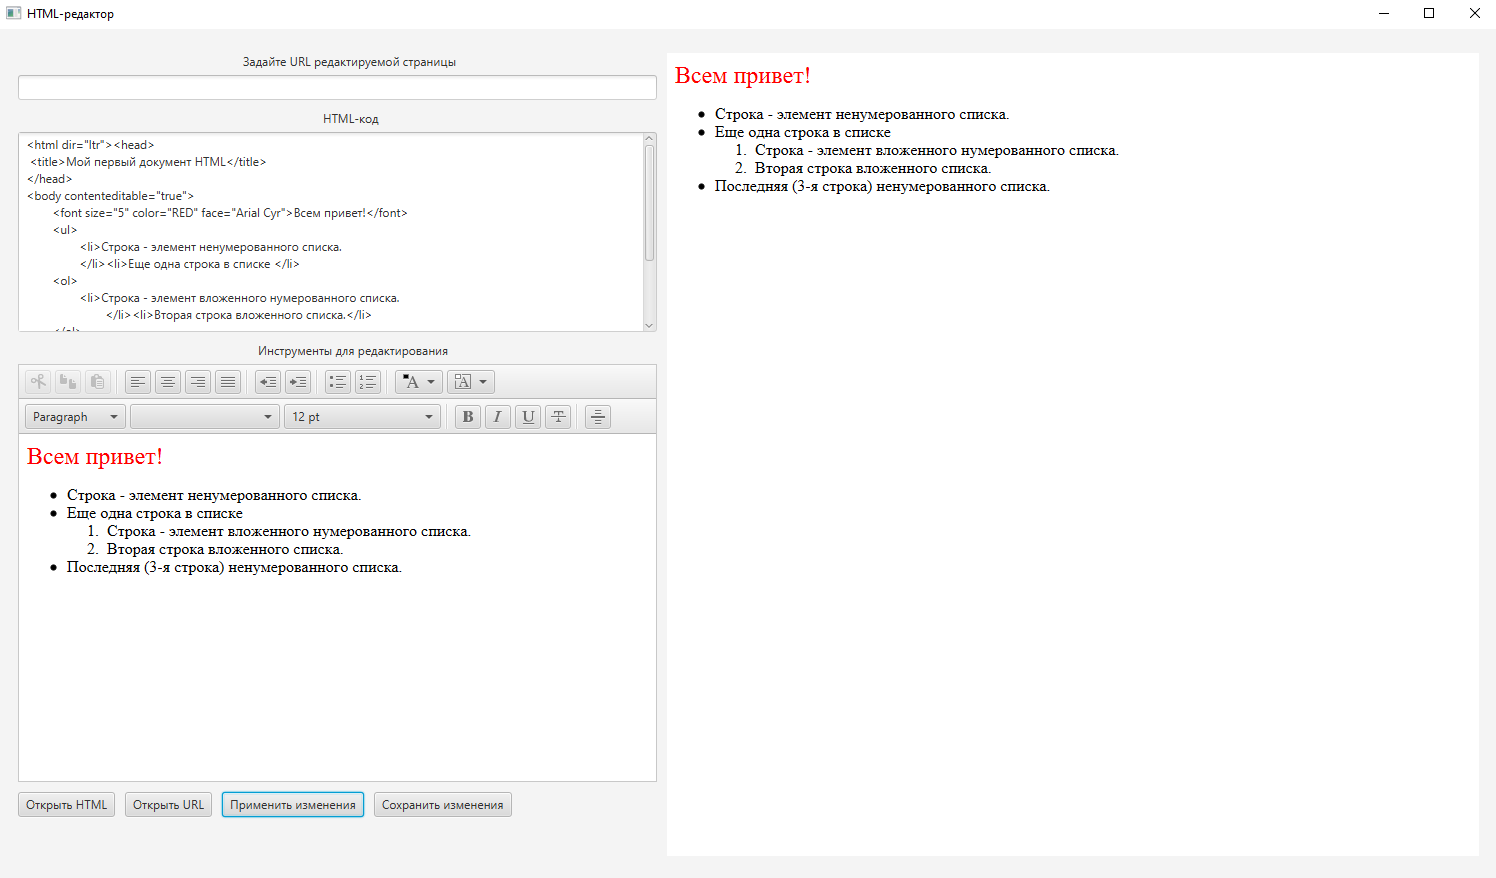 HTML-редактор
Задайте URL редактируемой страницы
HTML-код
<html dir="ltr"><head>
<title>Мой первый документ HTML</title>
</head>
<body contenteditable="true">
<font size="5" color="RED" face="Arial Cyr">Всем привет!</font>
<ul>
<li>Строка - элемент ненумерованного списка.
</li><li>Еще одна строка в списке </li>
<ol>
<li>Строка - элемент вложенного нумерованного списка.
</li><li>Вторая строка вложенного списка.</li>
Инструменты для редактирования
Paragraph 12 pt B I U T
Всем привет!
• Строка - элемент ненумерованного списка.
• Еще одна строка в списке
1. Строка - элемент вложенного нумерованного списка.
2. Вторая строка вложенного списка.
• Последняя (3-я строка) ненумерованного списка.
Открыть HTML Открыть URL Применить изменения Сохранить изменения
Всем привет!
• Строка - элемент ненумерованного списка.
• Еще одна строка в списке
1. Строка - элемент вложенного нумерованного списка.
2. Вторая строка вложенного списка.
• Последняя (3-я строка) ненумерованного списка.